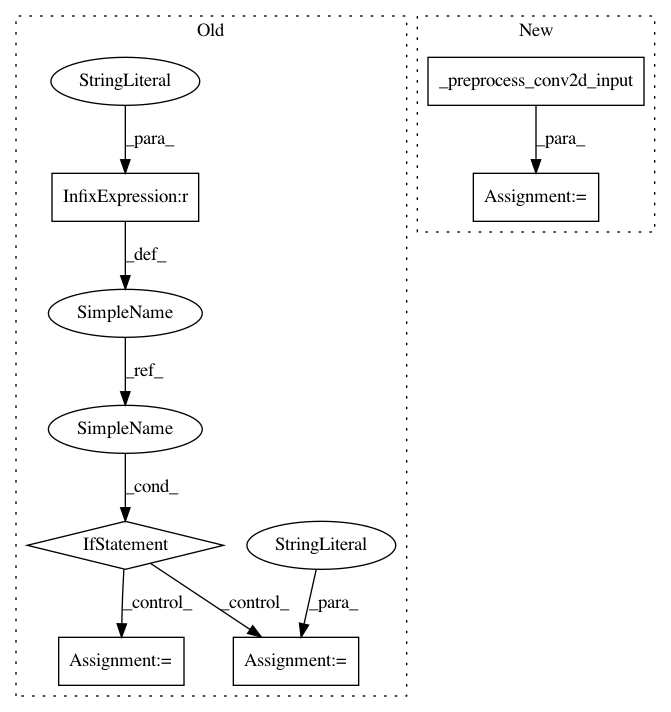 Old
New
StringLiteral
_preprocess_conv2d_input
_para_
_para_
InfixExpression:r
Assignment:=
_def_
SimpleName
_ref_
SimpleName
_cond_
IfStatement
StringLiteral
_control_
_control_
_para_
Assignment:=
Assignment:=